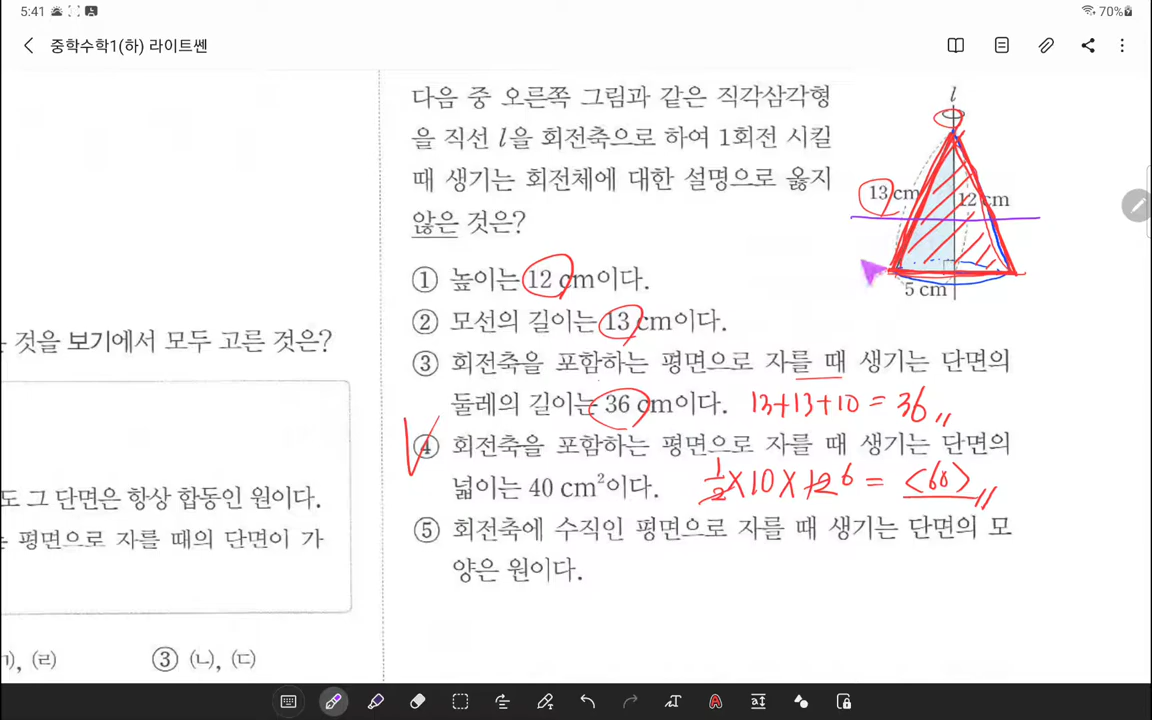 5:41
70%
중학수학1(하) 라이트쎈
다음 중 오른쪽 그림과 같은 직각삼각형
을 직선 l을 회전축으로 하여 1회전 시킬
때 생기는 회전체에 대한 설명으로 옳지
않은 것은?
l
13 cm
12 cm
5 cm
① 높이는 12 cm이다.
② 모선의 길이는 13 cm이다.
③ 회전축을 포함하는 평면으로 자를 때 생기는 단면의
둘레의 길이는 36 cm이다. 13+13+10 = 36
④ 회전축을 포함하는 평면으로 자를 때 생기는 단면의
넓이는 40 cm² 이다. 1/2 × 10 × 12 6 = <60>
⑤ 회전축에 수직인 평면으로 자를 때 생기는 단면의 모
양은 원이다.
것을 보기에서 모두 고른 것은?
도 그 단면은 항상 합동인 원이다.
평면으로 자를 때의 단면이 가
(ㄹ) ③ (ㄴ), (ㄷ)